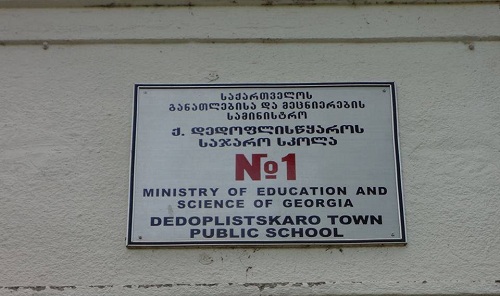 საქართველოს
განათლებისა და მეცნიერების
სამინისტრო
ქ. დედოფლისწყაროს
საჯარო სკოლა
№1
MINISTRY OF EDUCATION AND
SCIENCE OF GEORGIA
DEDOPLISTSKARO TOWN
PUBLIC SCHOOL